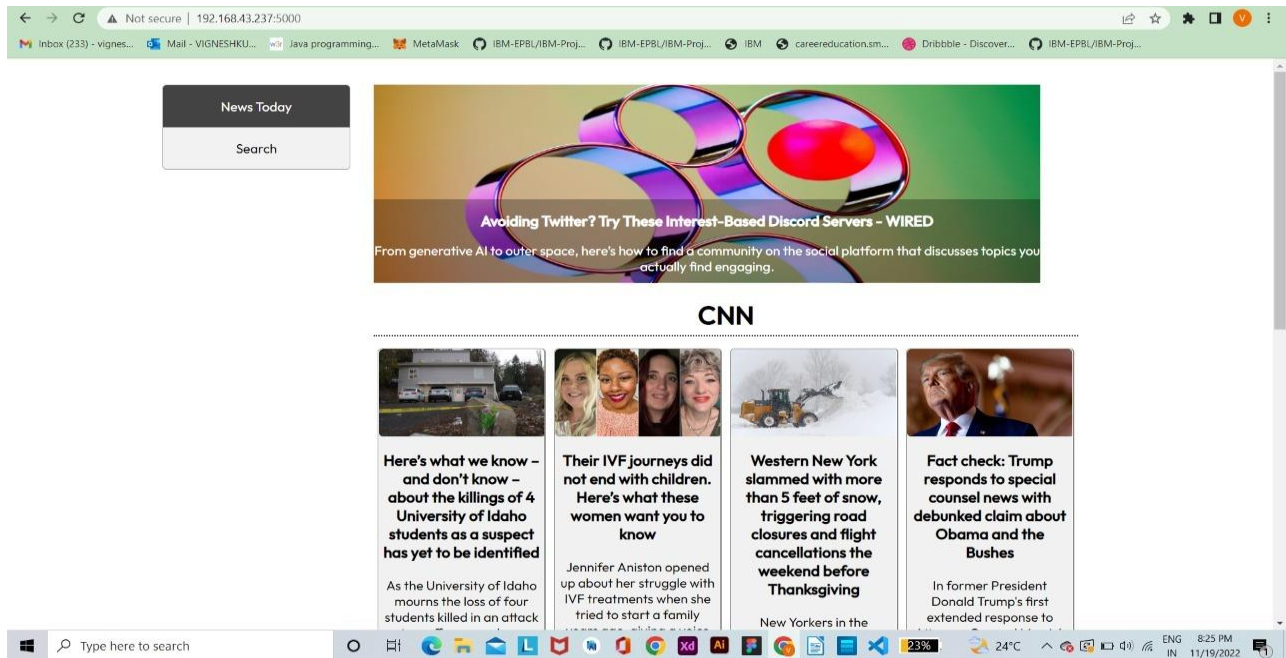 Not secure | 192.168.43.237:5000
Inbox (233) - vignes...
Mail - VIGNESHKU...
Java programming...
MetaMask
IBM-EPBL/IBM-Proj...
IBM-EPBL/IBM-Proj...
IBM
careereducation.sm...
Dribbble - Discover...
IBM-EPBL/IBM-Proj...
V
News Today
Search
Avoiding Twitter? Try These Interest-Based Discord Servers - WIRED
From generative AI to outer space, here's how to find a community on the social platform that discusses topics you
actually find engaging.
CNN
Here's what we know –
and don't know –
about the killings of 4
University of Idaho
students as a suspect
has yet to be identified
As the University of Idaho
mourns the loss of four
students killed in an attack
Their IVF journeys did
not end with children.
Here's what these
women want you to
know
Jennifer Aniston opened
up about her struggle with
IVF treatments when she
tried to start a family
Western New York
slammed with more
than 5 feet of snow,
triggering road
closures and flight
cancellations the
weekend before
Thanksgiving
New Yorkers in the
Fact check: Trump
responds to special
counsel news with
debunked claim about
Obama and the
Bushes
In former President
Donald Trump's first
extended response to
Type here to search
L
Xd
Ai
23%
24°C
ENG
IN
8:25 PM
11/19/2022